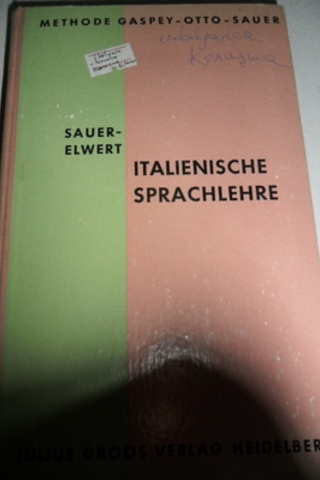 METHODE GASPEY-OTTO-SAUER
SAUER-
ELWERT
ITALIENISCHE
SPRACHLEHRE
JULIUS GROOS VERLAG HEIDELBER